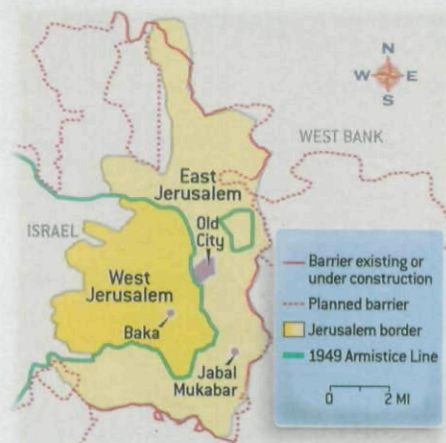 N
W E
S
WEST BANK
East
Jerusalem
Old
City
ISRAEL
West
Jerusalem
Baka
Jabal
Mukabar
Barrier existing or
under construction
Planned barrier
Jerusalem border
1949 Armistice Line
0 2 MI